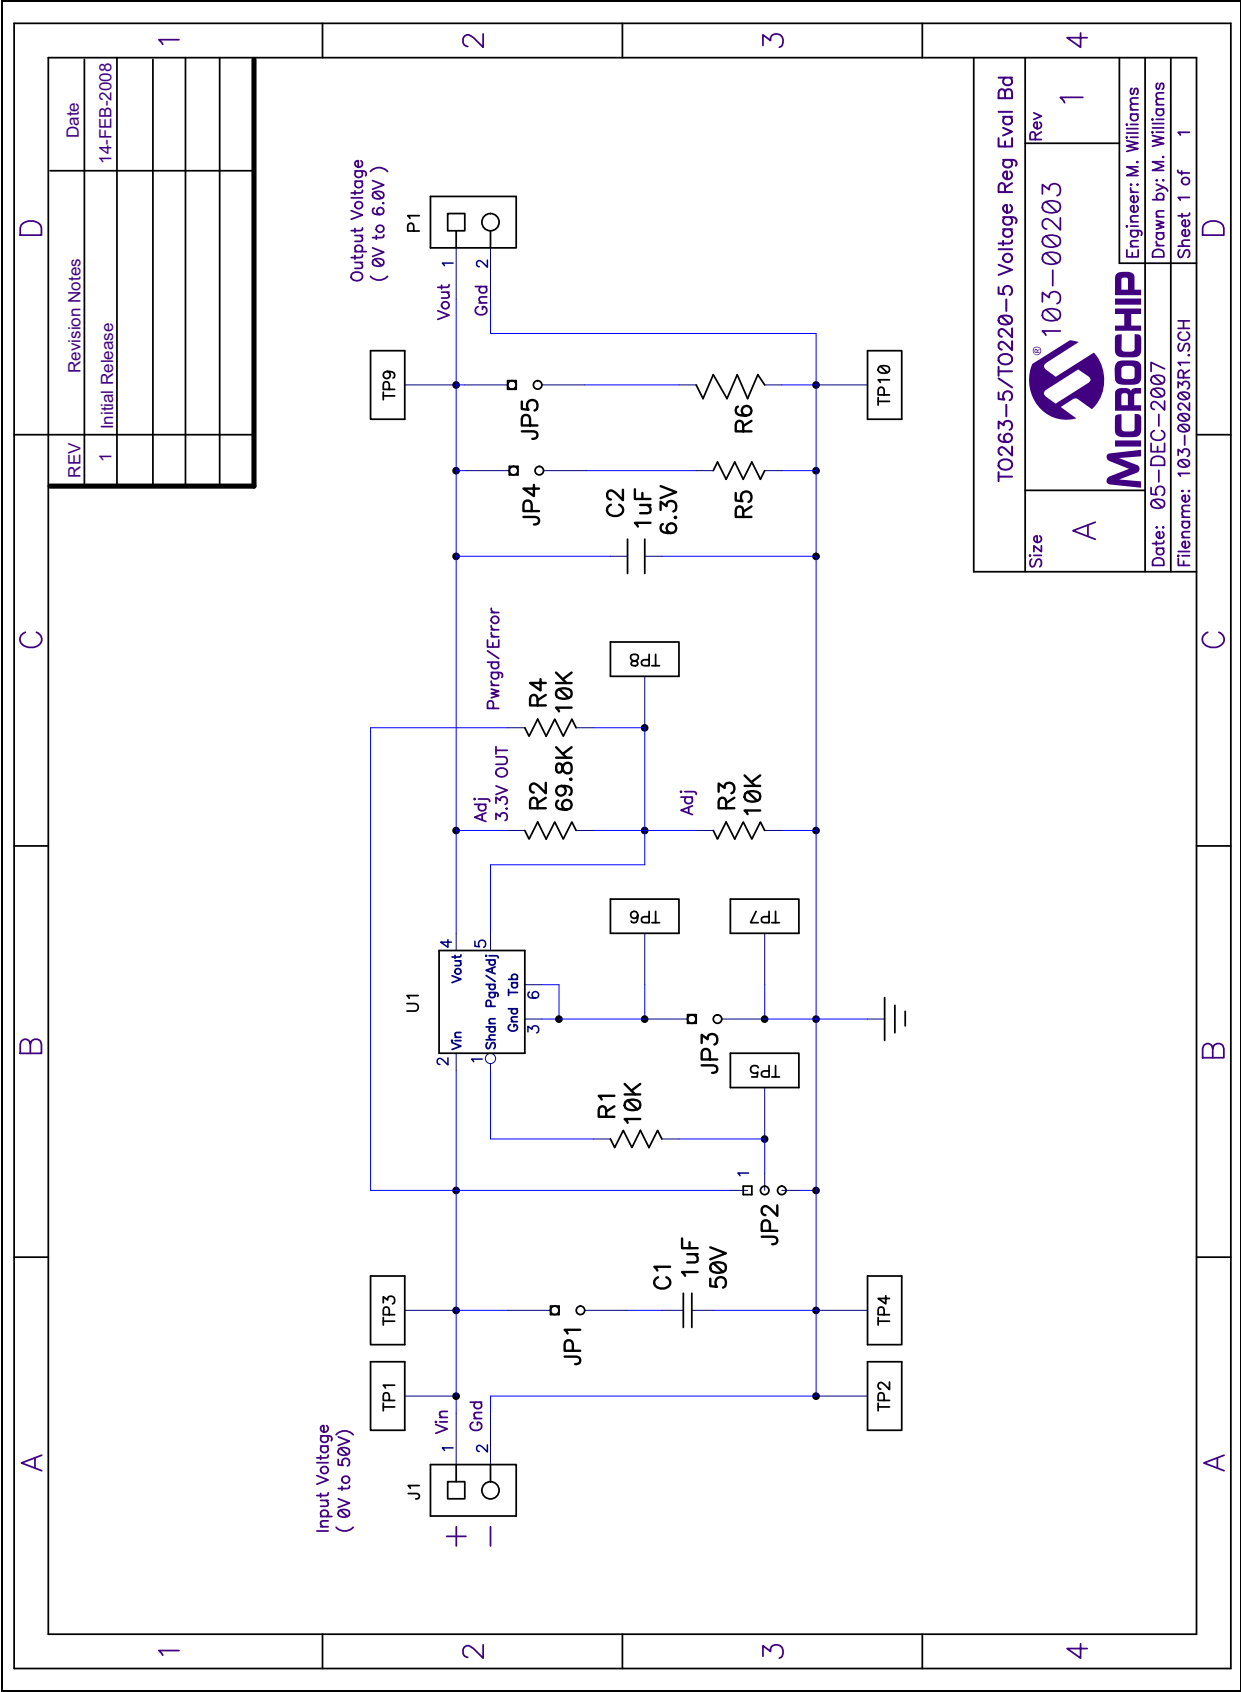 1
2
3
4
D
C
B
A
REV Revision Notes Date
1 Initial Release 14-FEB-2008
Input Voltage
( 0V to 50V)
Output Voltage
( 0V to 6.0V )
J1
+
-
1 Vin
2 Gnd
TP1
TP3
TP2
TP4
JP1
C1
1uF
50V
JP2
1
R1
10K
TP5
U1
2 Vin
1 Shdn
Vout 4
Pgd/Adj 5
Gnd 3
Tab 6
JP3
TP6
TP7
Adj
3.3V OUT
R2
69.8K
Adj
R3
10K
Pwrgd/Error
R4
10K
TP8
C2
1uF
6.3V
JP4
R5
JP5
R6
TP9
TP10
Vout 1
Gnd 2
P1
TO263-5/TO220-5 Voltage Reg Eval Bd
Size
A
®
103-00203
Rev
1
MICROCHIP
Engineer: M. Williams
Date: 05-DEC-2007
Drawn by: M. Williams
Filename: 103-00203R1.SCH
Sheet 1 of 1
A
B
C
D
1
2
3
4